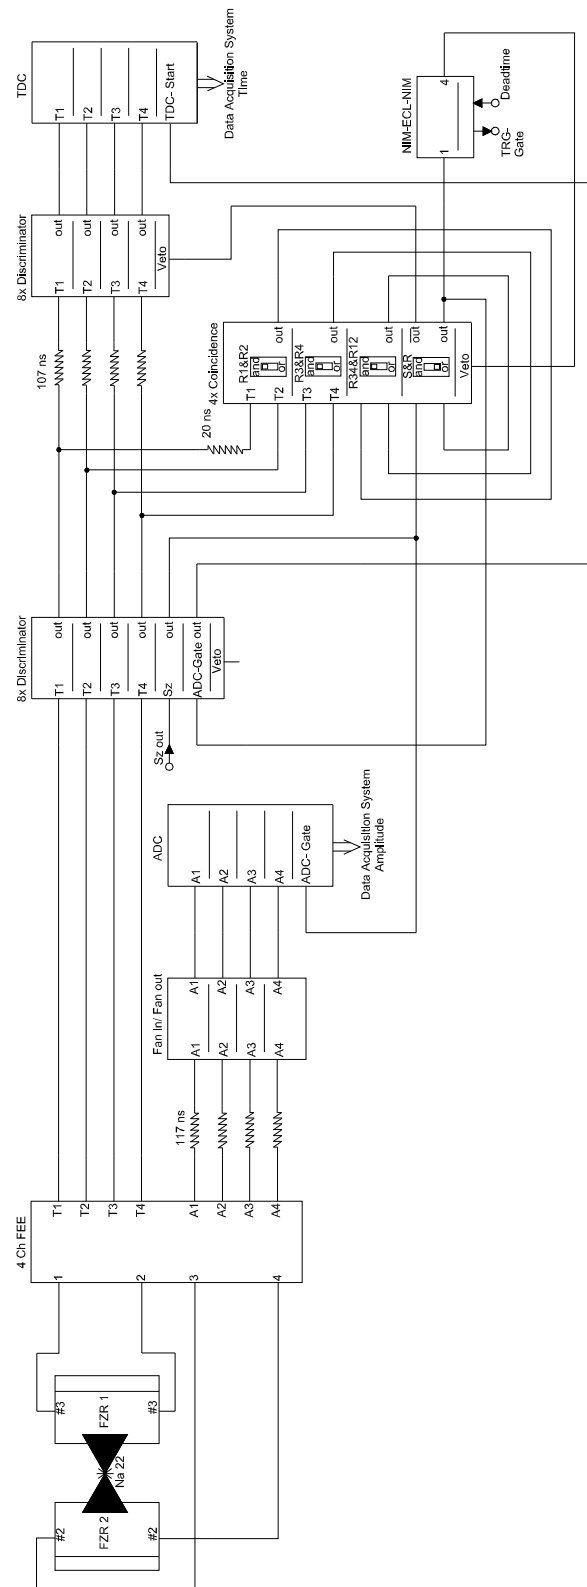 FZR 2
#2
#2
Na 22
FZR 1
#3
#3
4 Ch FEE
1
2
3
4
T1
T2
T3
T4
A1
A2
A3
A4
117 ns
Fan In/ Fan out
A1
A2
A3
A4
A1
A2
A3
A4
ADC
A1
A2
A3
A4
ADC- Gate
Data Acquisition System
Amplitude
8x Discriminator
T1
T2
T3
T4
Sz
ADC-Gate
out
out
out
out
out
out
Veto
Sz out
20 ns
107 ns
4x Coincidence
R1&R2
and
or
T1
T2
out
R3&R4
and
or
T3
T4
out
R34&R12
and
or
out
S&R
and
or
out
out
Veto
8x Discriminator
T1
T2
T3
T4
out
out
out
out
Veto
TDC
T1
T2
T3
T4
TDC- Start
Data Acquisition System
Time
NIM-ECL-NIM
1
4
TRG-
Gate
Deadtime